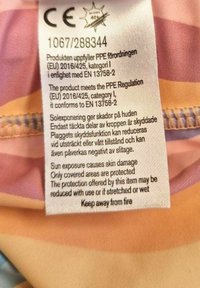 CE
1067/288344
Produkten uppfyller PPE förordningen
(EU) 2016/425, kategori I
i enlighet med EN 13758-2
The product meets the PPE Regulation
(EU) 2016/425, category I,
it conforms to EN 13758-2
Solexponering ger skador på huden
Endast täckta delar av kroppen är skyddade
Plaggets skyddsfunktion kan reduceras
vid utsträckt eller våt tillstånd och kan
även påverkas negativt av slitage.
Sun exposure causes skin damage
Only covered areas are protected
The protection offered by this item may be
reduced with use or if stretched or wet
Keep away from fire